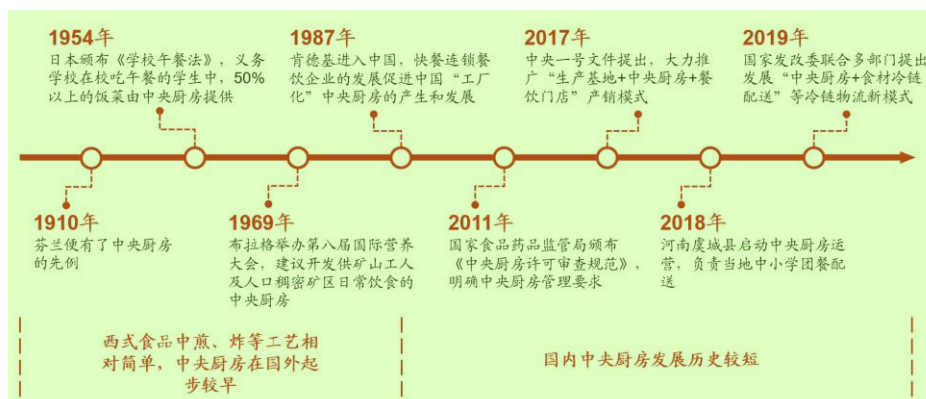 1954年
日本颁布《学校午餐法》，义务
学校在校吃午餐的学生中，50%
以上的饭菜由中央厨房提供
1987年
肯德基进入中国，快餐连锁餐
饮企业的发展促进中国“工厂
化”中央厨房的产生和发展
2017年
中央一号文件提出，大力推
广“生产基地+中央厨房+餐
饮门店”产销模式
2019年
国家发改委联合多部门提出
发展“中央厨房+食材冷链
配送”等冷链物流新模式
1910年
芬兰便有了中央厨房
的先例
1969年
布拉格举办第八届国际营养
大会，建议开发供矿山工人
及人口稠密矿区日常饮食的
中央厨房
2011年
国家食品药品监管局颁布
《中央厨房许可审查规范》，
明确中央厨房管理要求
2018年
河南虞城县启动中央厨房运
营，负责当地中小学团餐配
送
西式食品中煎、炸等工艺相
对简单，中央厨房在国外起
步较早
国内中央厨房发展历史较短